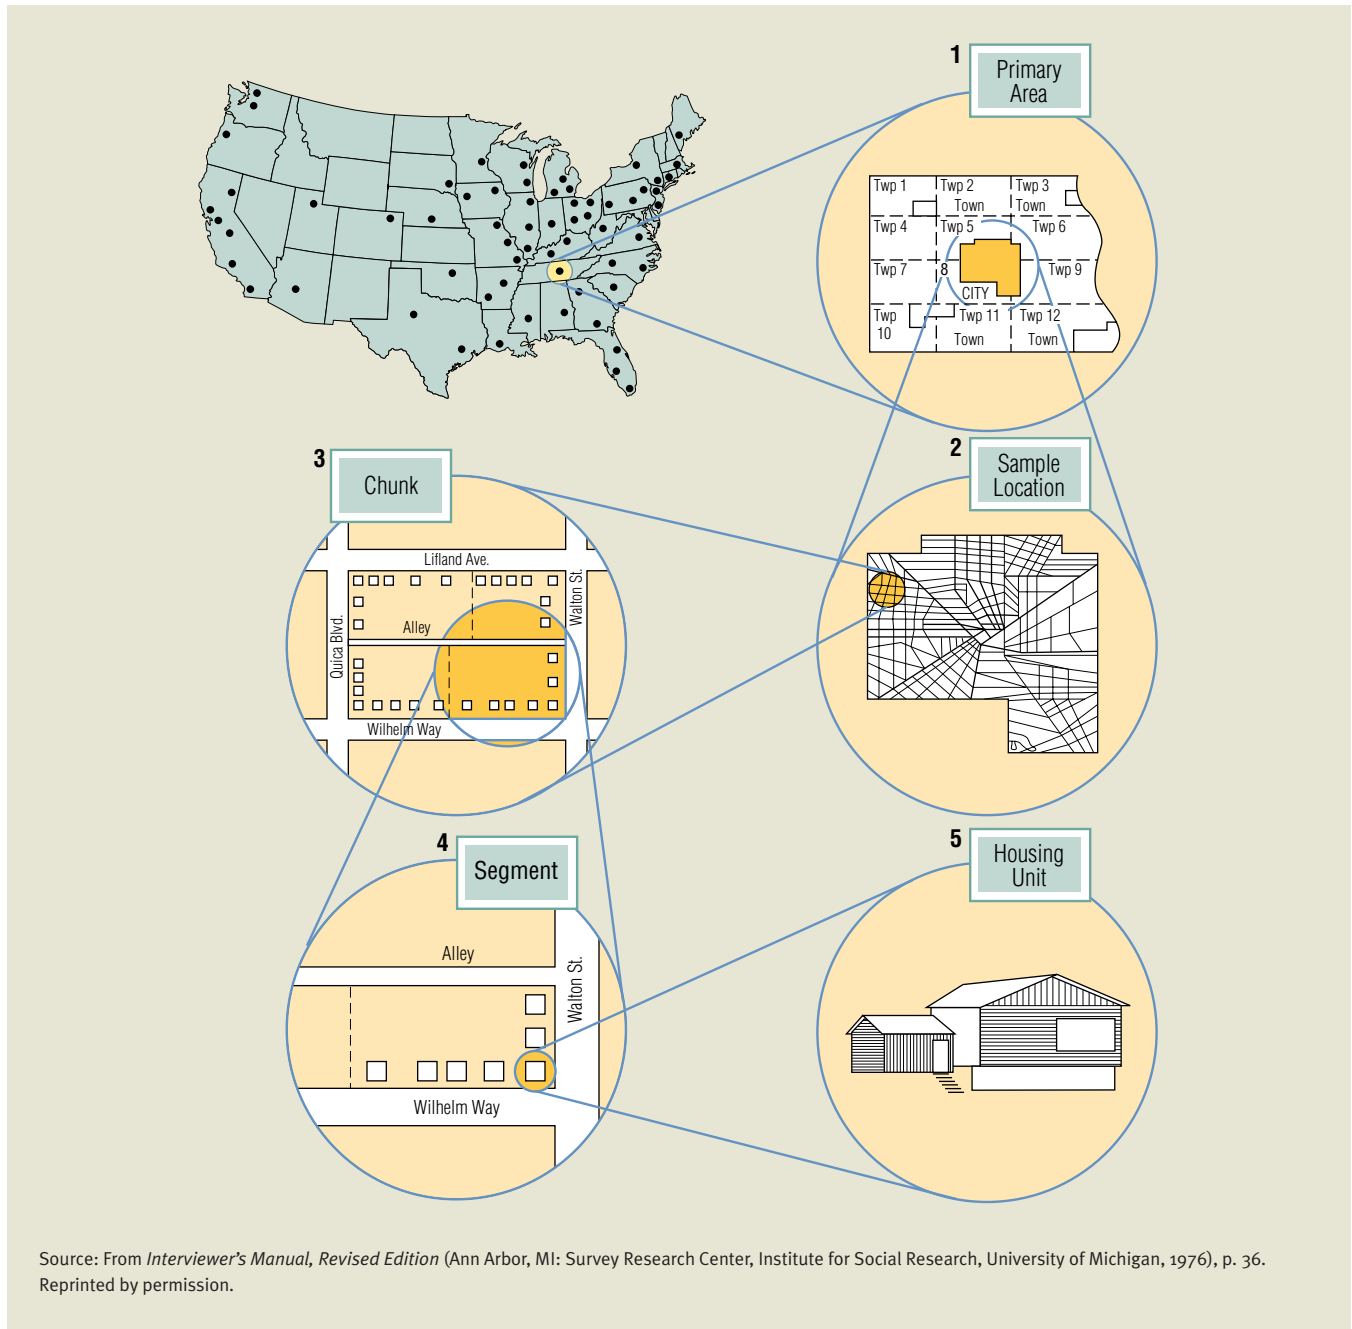 1
Primary
Area
Twp 1
Twp 2
Twp 3
Town
Town
Twp 4
Twp 5
Twp 6
Twp 7
8
Twp 9
CITY
Twp
10
Twp 11
Twp 12
Town
Town
2
Sample
Location
3
Chunk
Lifland Ave.
Quica Blvd.
Walton St.
Alley
Wilhelm Way
4
Segment
Alley
Walton St.
Wilhelm Way
5
Housing
Unit
Source: From Interviewer's Manual, Revised Edition (Ann Arbor, MI: Survey Research Center, Institute for Social Research, University of Michigan, 1976), p. 36.
Reprinted by permission.